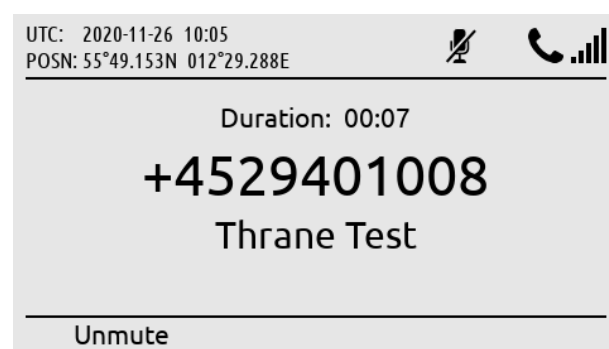 UTC: 2020-11-26 10:05
POSN: 55°49.153N 012°29.288E
Duration: 00:07
+4529401008
Thrane Test
Unmute